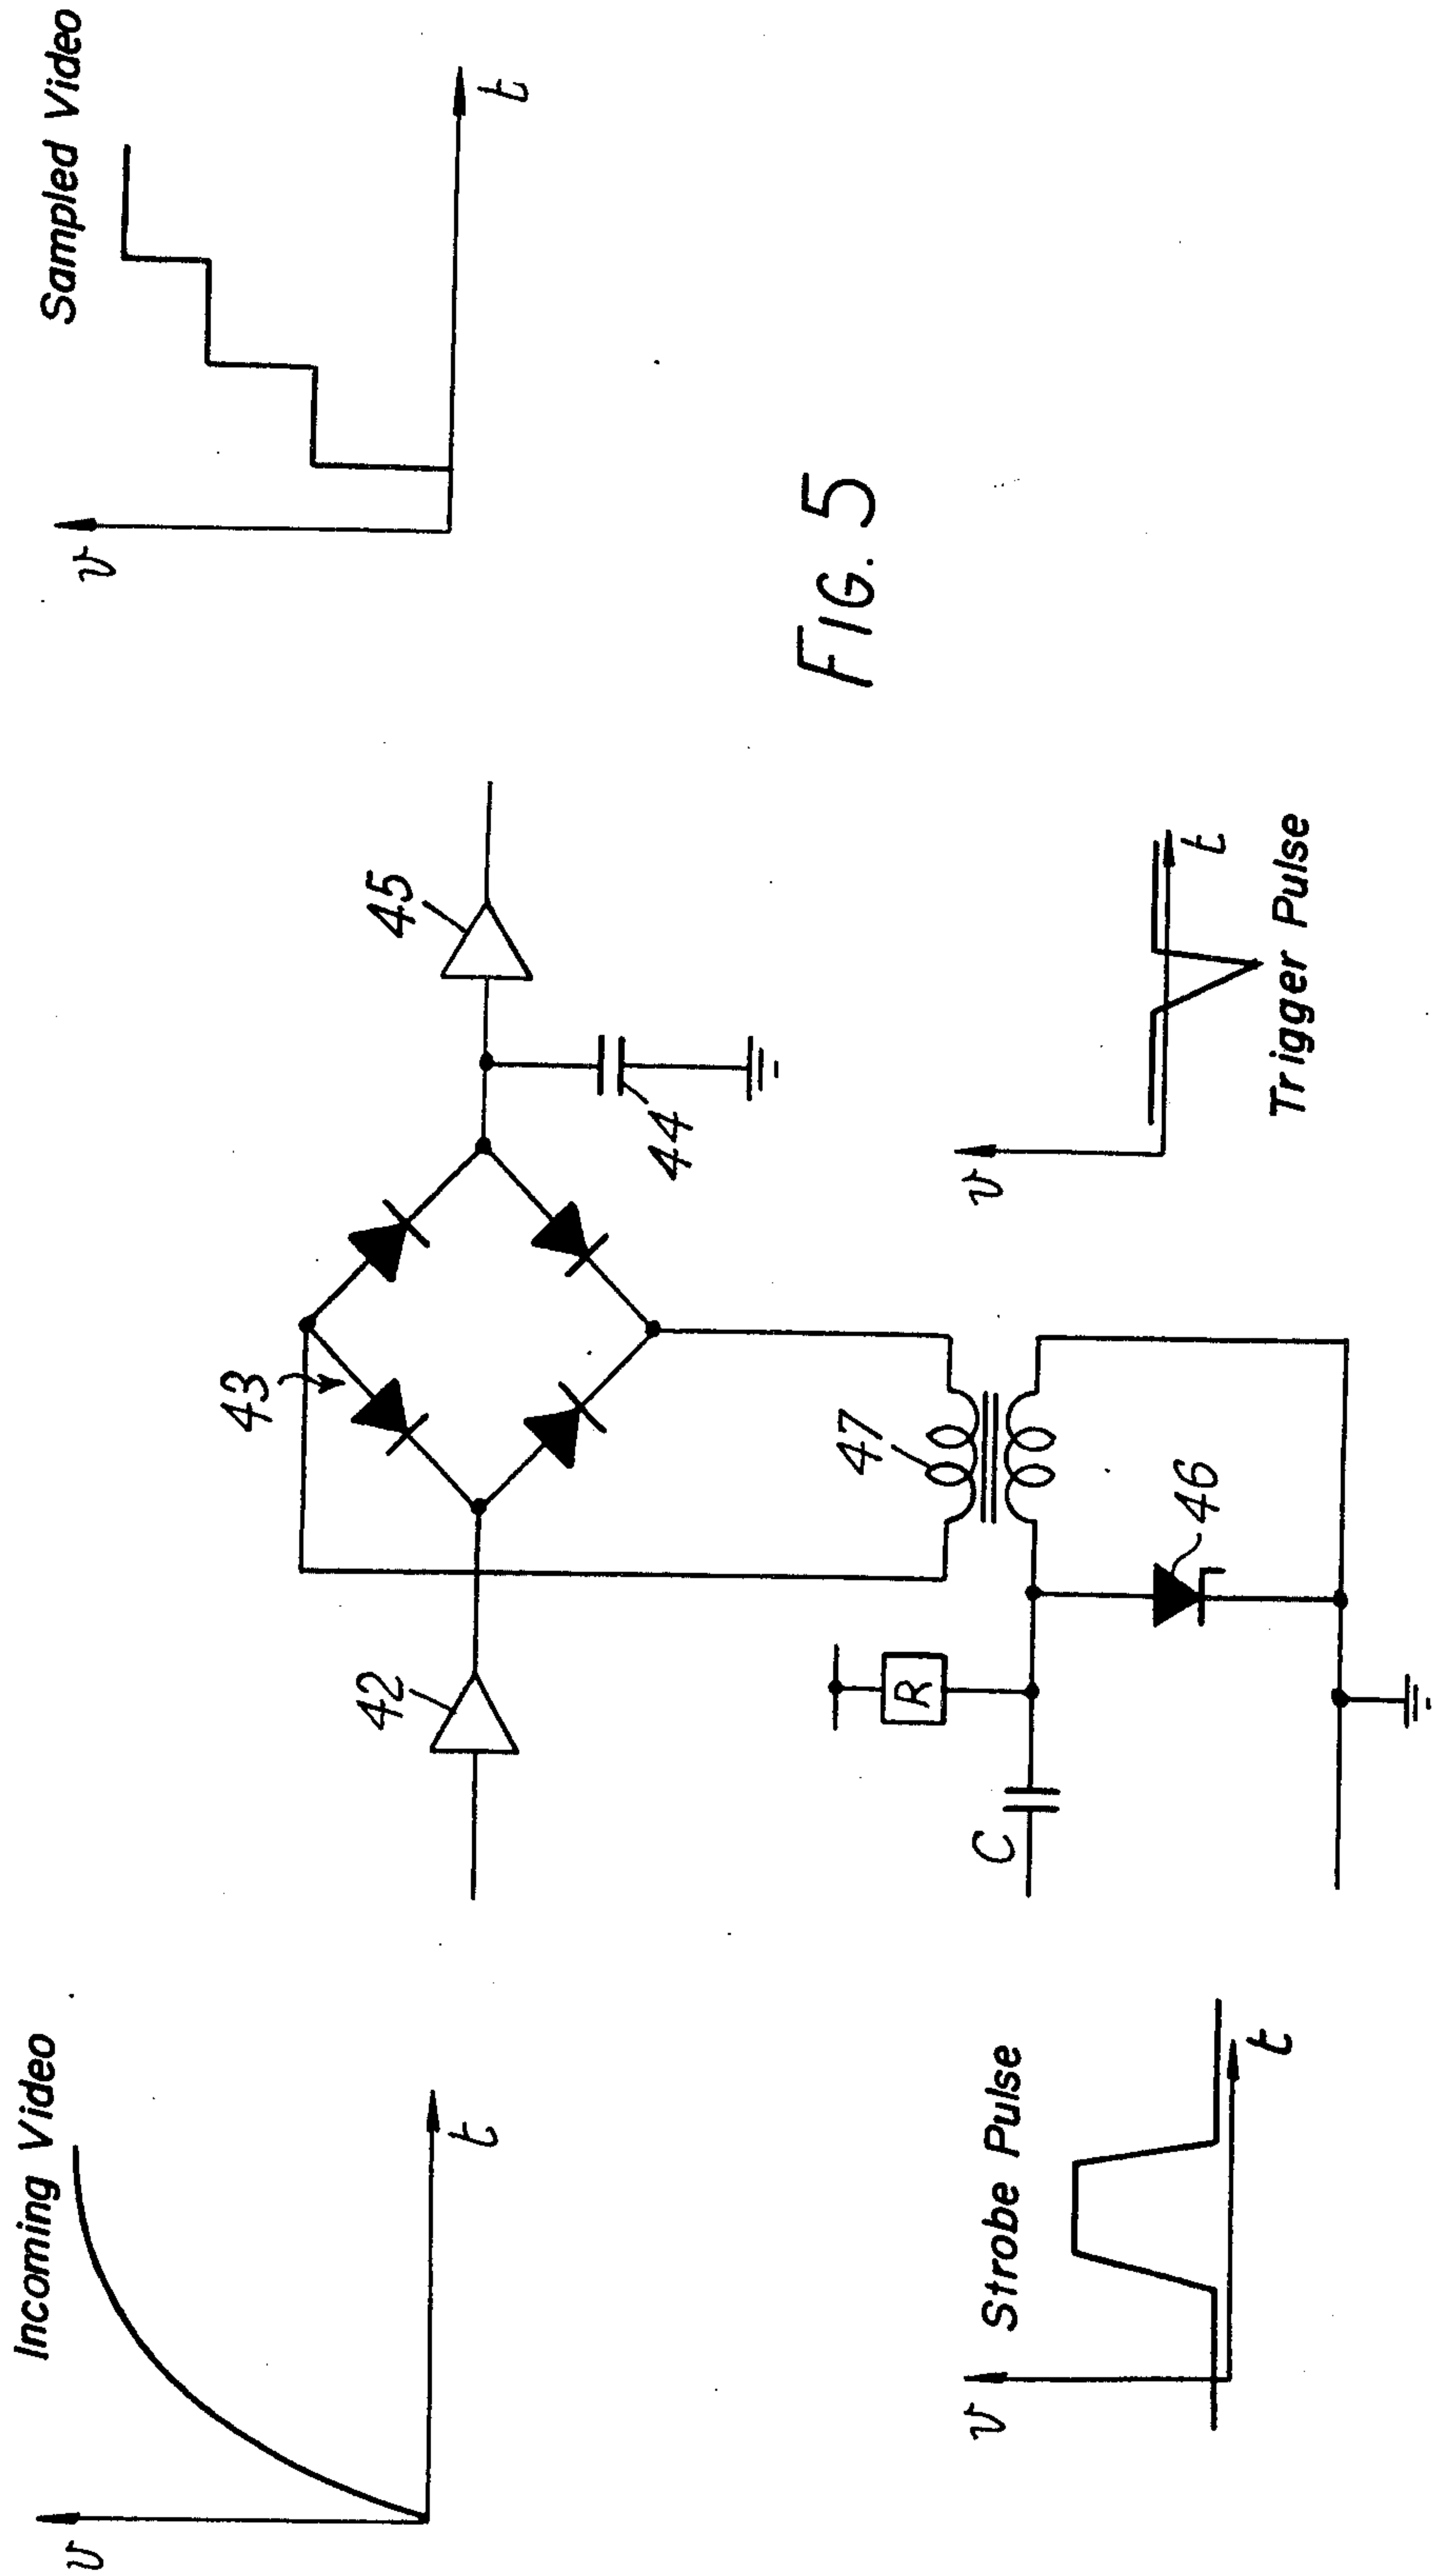 Incoming Video
v
t
Sampled Video
v
t
42
43
44
45
Strobe Pulse
v
t
C
R
46
47
v
t
Trigger Pulse
FIG. 5